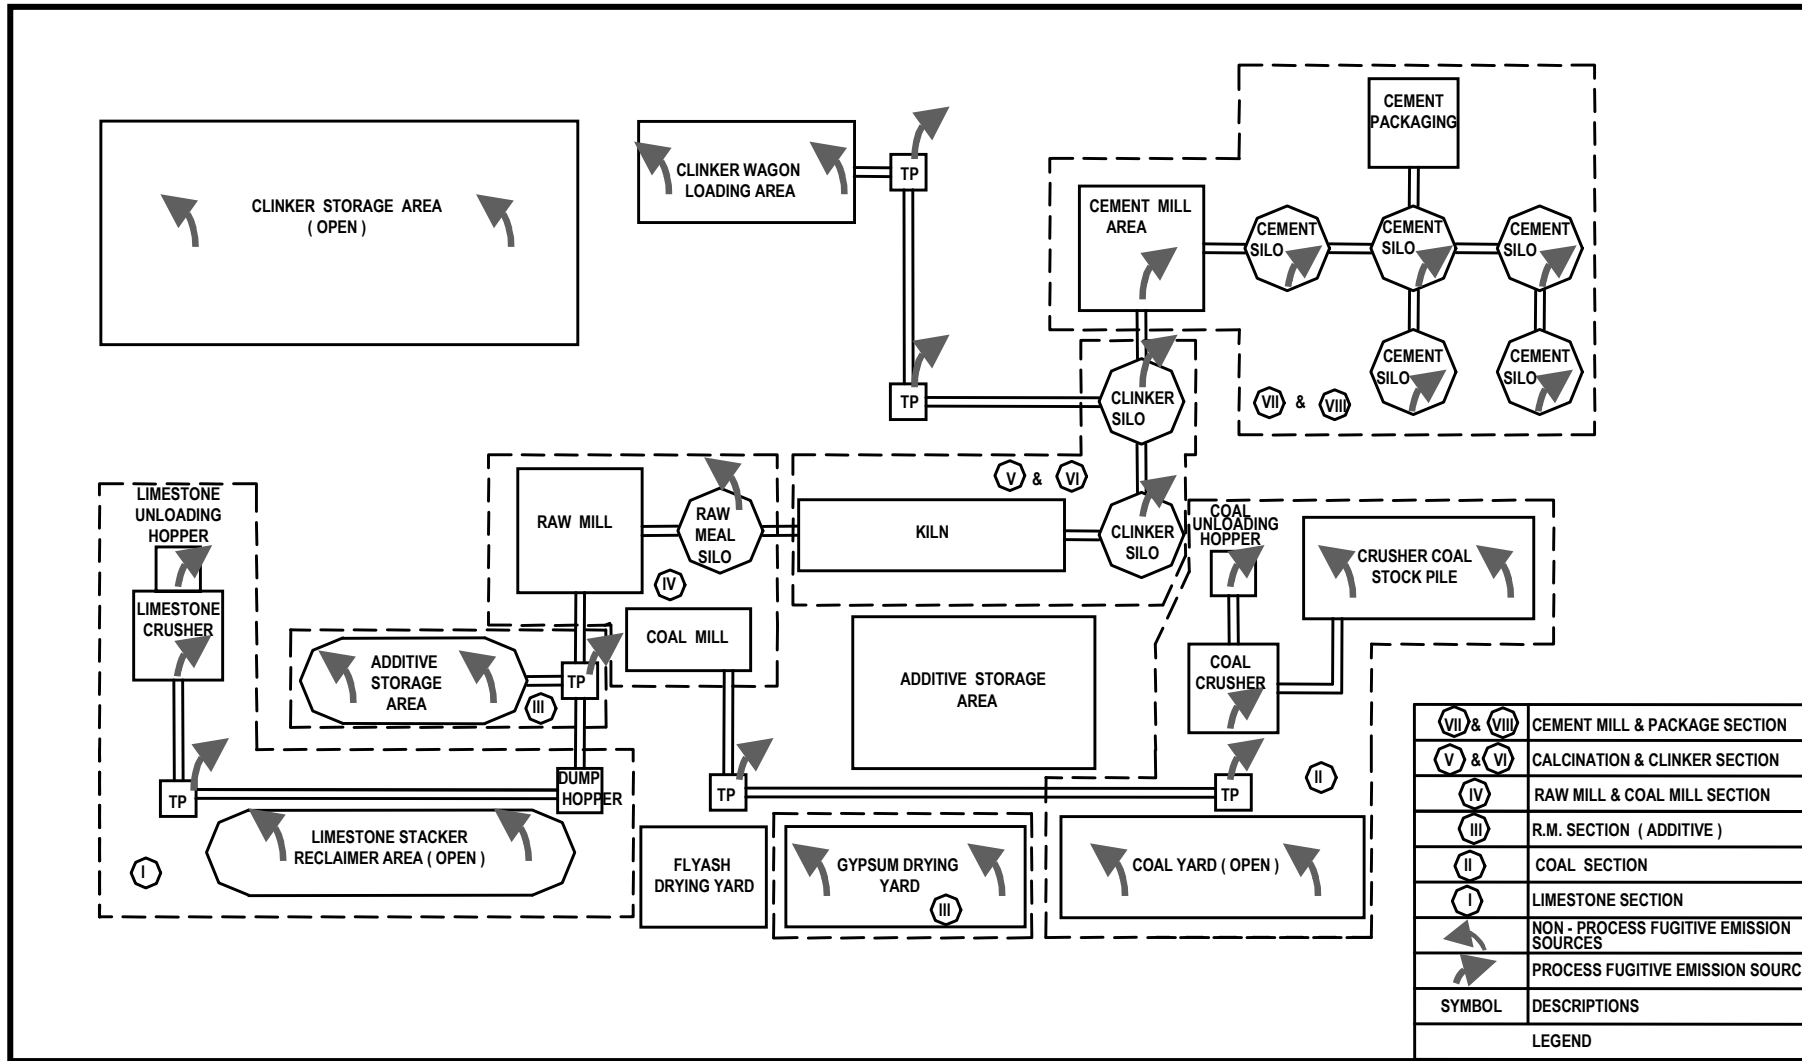 CEMENT
PACKAGING
CLINKER STORAGE AREA
( OPEN )
CLINKER WAGON
LOADING AREA
TP
CEMENT MILL
AREA
CEMENT
SILO
CEMENT
SILO
CEMENT
SILO
CEMENT
SILO
CEMENT
SILO
TP
CLINKER
SILO
VII & VIII
V & VI
LIMESTONE
UNLOADING
HOPPER
RAW MILL
RAW
MEAL
SILO
KILN
CLINKER
SILO
COAL
UNLOADING
HOPPER
CRUSHER COAL
STOCK PILE
IV
LIMESTONE
CRUSHER
COAL MILL
ADDITIVE
STORAGE
AREA
TP
III
ADDITIVE STORAGE
AREA
COAL
CRUSHER
TP
DUMP
HOPPER
TP
TP
II
LIMESTONE STACKER
RECLAIMER AREA ( OPEN )
I
FLYASH
DRYING YARD
GYPSUM DRYING
YARD
III
COAL YARD ( OPEN )
VII & VIII CEMENT MILL & PACKAGE SECTION
V & VI CALCINATION & CLINKER SECTION
IV RAW MILL & COAL MILL SECTION
III R.M. SECTION ( ADDITIVE )
II COAL SECTION
I LIMESTONE SECTION
NON - PROCESS FUGITIVE EMISSION
SOURCES
PROCESS FUGITIVE EMISSION SOURC
SYMBOL DESCRIPTIONS
LEGEND